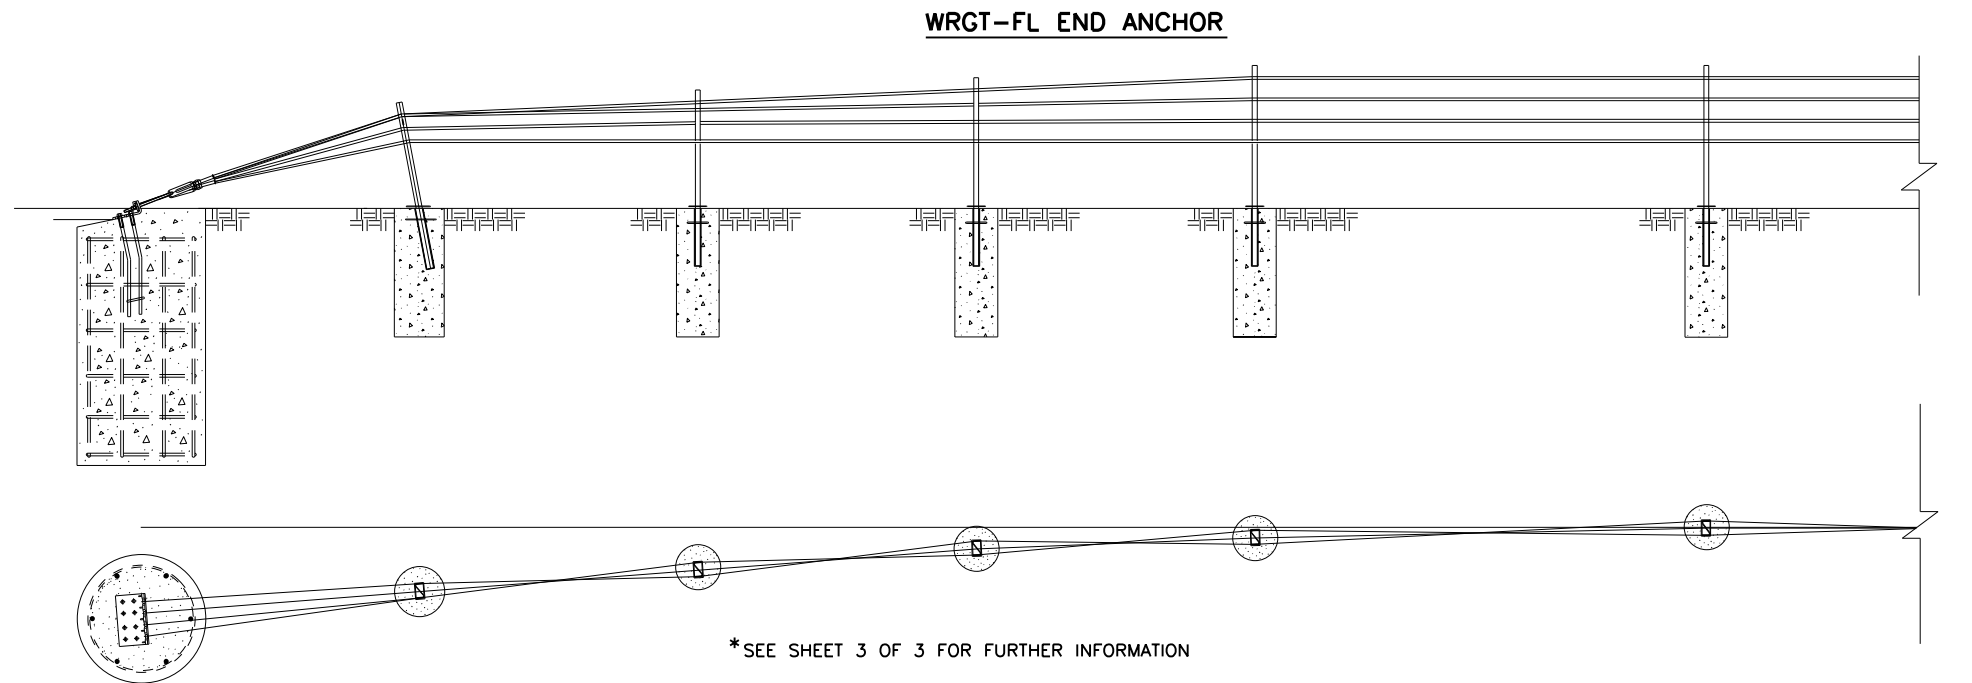 WRGT-FL END ANCHOR
*SEE SHEET 3 OF 3 FOR FURTHER INFORMATION